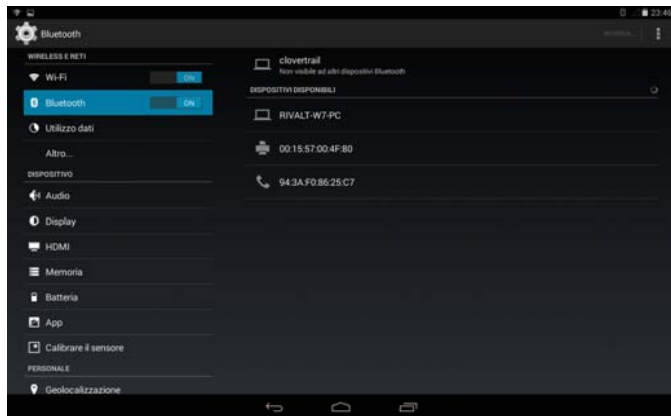 23:46
Bluetooth
WIRELESS E RETI
Wi-Fi ON
Bluetooth ON
Utilizzo dati
Altro...
DISPOSITIVO
Audio
Display
HDMI
Memoria
Batteria
App
Calibrare il sensore
PERSONALE
Geolocalizzazione
clovertrail
Non visibile ad altri dispositivi Bluetooth
DISPOSITIVI DISPONIBILI
RIVALT-W7-PC
00:15:57:00:4F:80
94:3A:F0:86:25:C7